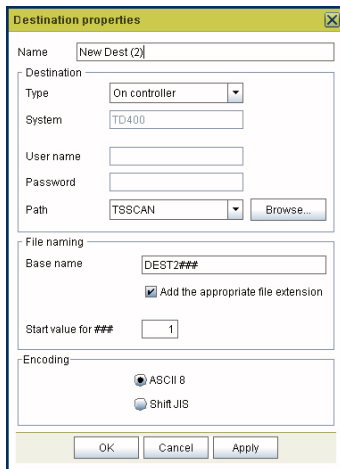 Destination properties
Name New Dest (2)
Destination
Type On controller
System TD400
User name
Password
Path TSSCAN Browse...
File naming
Base name DEST2###
Add the appropriate file extension
Start value for ### 1
Encoding
ASCII 8
Shift JIS
OK Cancel Apply